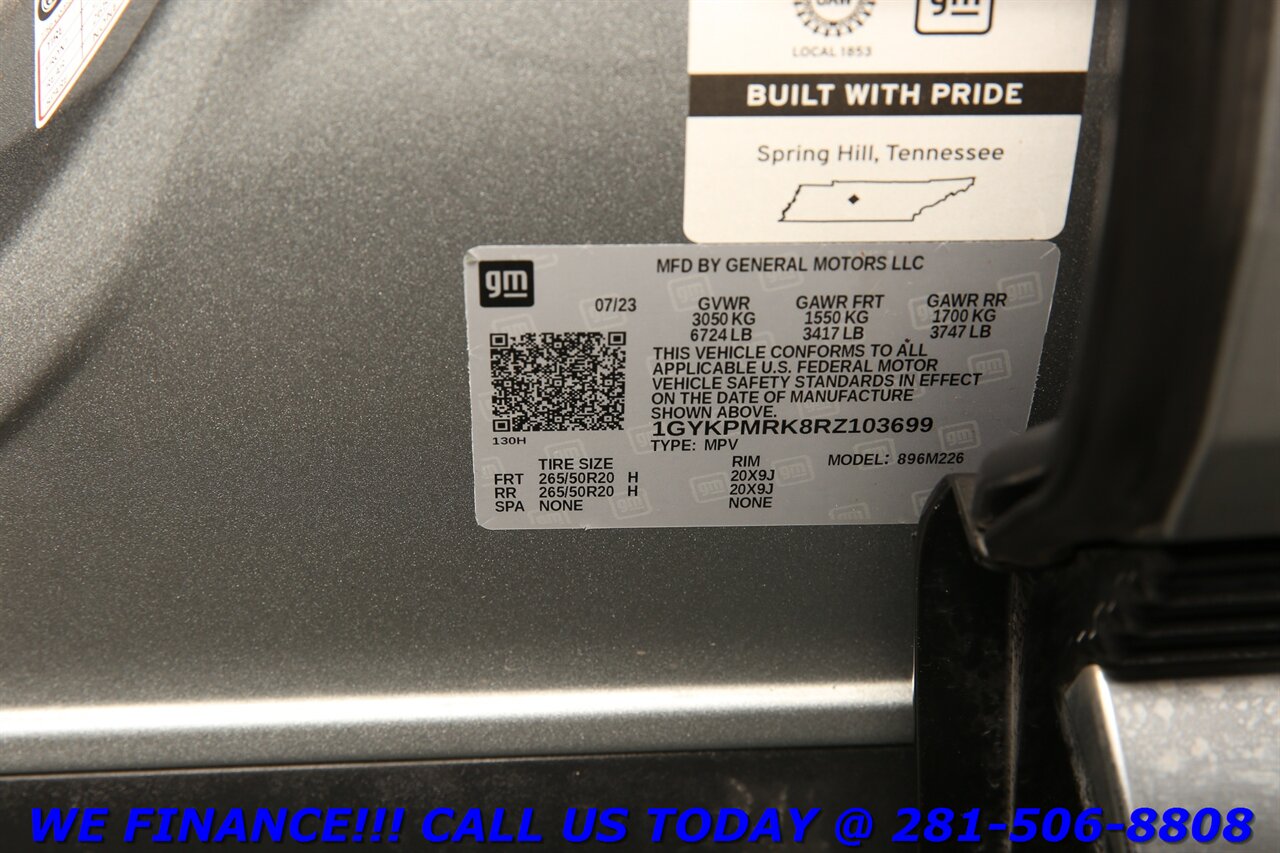 LOCAL 1853
gm
BUILT WITH PRIDE
Spring Hill, Tennessee
gm
MFD BY GENERAL MOTORS LLC
07/23 GVWR GAWR FRT GAWR RR
3050 KG 1550 KG 1700 KG
6724 LB 3417 LB 3747 LB
THIS VEHICLE CONFORMS TO ALL
APPLICABLE U.S. FEDERAL MOTOR
VEHICLE SAFETY STANDARDS IN EFFECT
ON THE DATE OF MANUFACTURE
SHOWN ABOVE.
1GYKPMRK8RZ103699
130H
TYPE: MPV
TIRE SIZE RIM MODEL: 896M226
FRT 265/50R20 H 20X9J
RR 265/50R20 H 20X9J
SPA NONE NONE
WE FINANCE!!! CALL US TODAY @ 281-506-8808